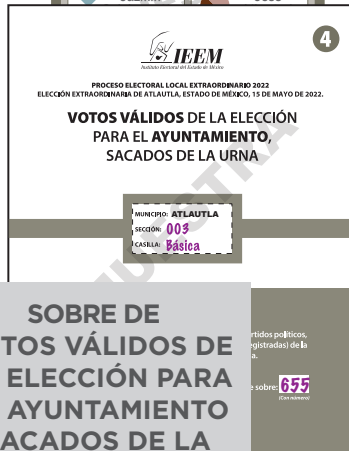 4
IEEM
Instituto Electoral del Estado de México
PROCESO ELECTORAL LOCAL EXTRAORDINARIO 2022
ELECCIÓN EXTRAORDINARIA DE ATLAUTLA, ESTADO DE MÉXICO, 15 DE MAYO DE 2022.
VOTOS VÁLIDOS DE LA ELECCIÓN
PARA EL AYUNTAMIENTO,
SACADOS DE LA URNA
MUNICIPIO: ATLAUTLA
SECCIÓN: 003
CASILLA: Básica
SOBRE DE
TOS VÁLIDOS DE
ELECCIÓN PARA
AYUNTAMIENTO
ACADOS DE LA
rtidos políticos,
egistradas) de la
a.
e sobre: 655
(Con número)